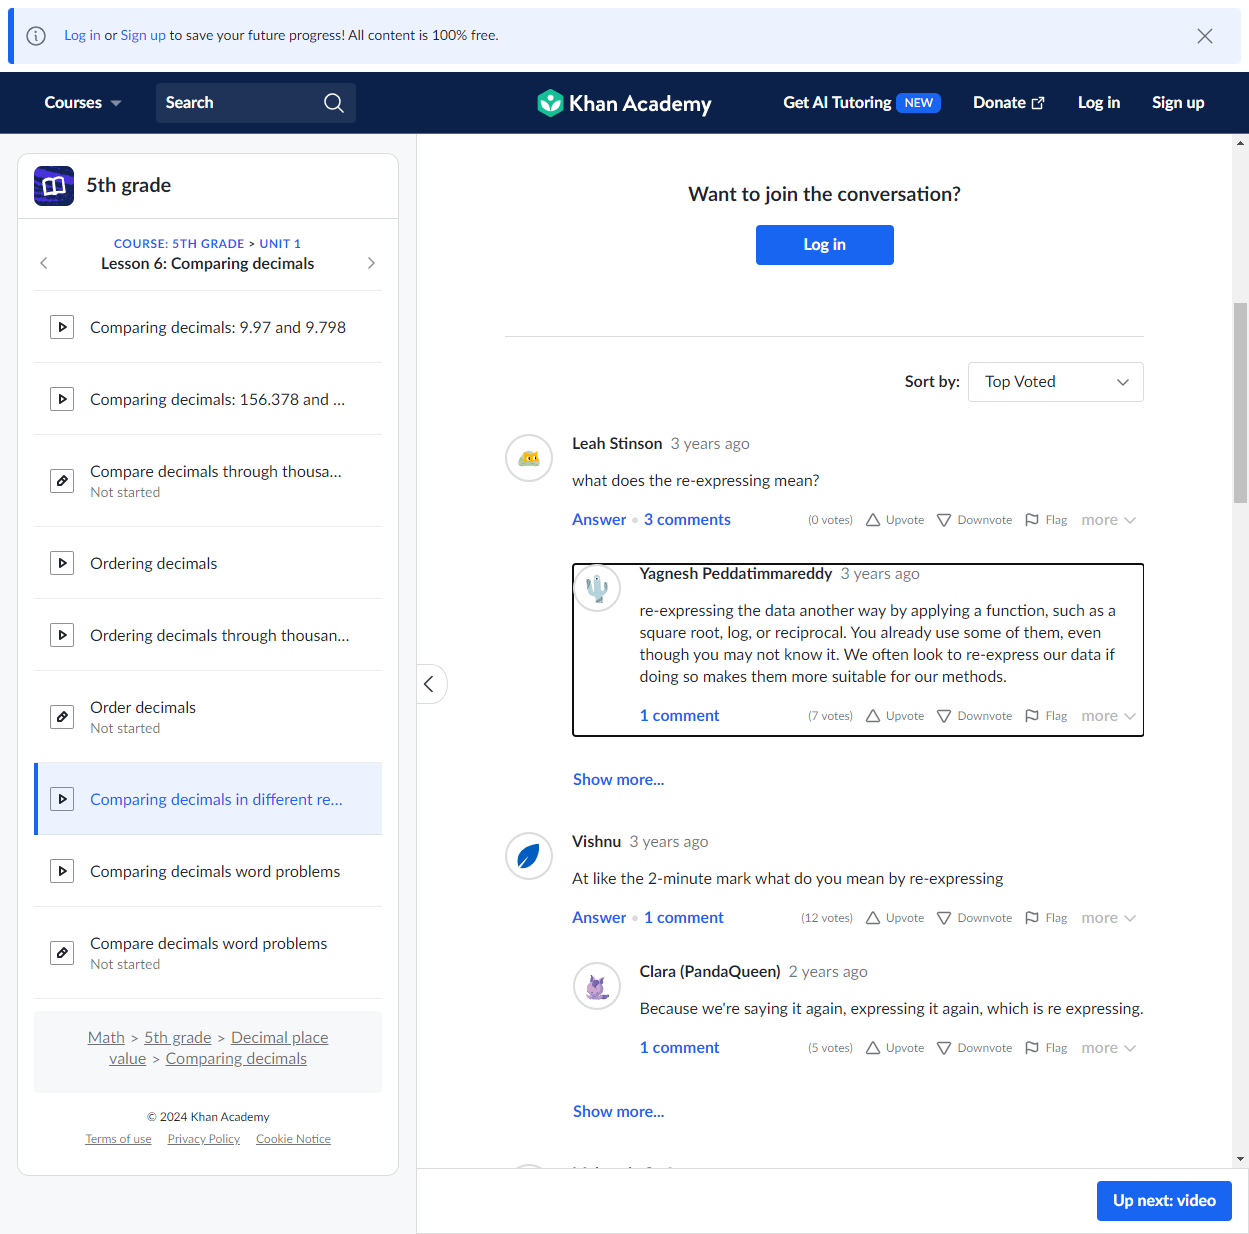 Log in or Sign up to save your future progress! All content is 100% free.
Courses
Search
Khan Academy
Get AI Tutoring NEW
Donate
Log in
Sign up
5th grade
COURSE: 5TH GRADE > UNIT 1
Lesson 6: Comparing decimals
Comparing decimals: 9.97 and 9.798
Comparing decimals: 156.378 and ...
Compare decimals through thousa...
Not started
Ordering decimals
Ordering decimals through thousan...
Order decimals
Not started
Comparing decimals in different re...
Comparing decimals word problems
Compare decimals word problems
Not started
Math > 5th grade > Decimal place
value > Comparing decimals
© 2024 Khan Academy
Terms of use Privacy Policy Cookie Notice
Want to join the conversation?
Log in
Sort by: Top Voted
Leah Stinson 3 years ago
what does the re-expressing mean?
Answer • 3 comments (0 votes) Upvote Downvote Flag more
Yagnesh Peddatimmareddy 3 years ago
re-expressing the data another way by applying a function, such as a
square root, log, or reciprocal. You already use some of them, even
though you may not know it. We often look to re-express our data if
doing so makes them more suitable for our methods.
1 comment (7 votes) Upvote Downvote Flag more
Show more...
Vishnu 3 years ago
At like the 2-minute mark what do you mean by re-expressing
Answer • 1 comment (12 votes) Upvote Downvote Flag more
Clara (PandaQueen) 2 years ago
Because we're saying it again, expressing it again, which is re expressing.
1 comment (5 votes) Upvote Downvote Flag more
Show more...
Up next: video